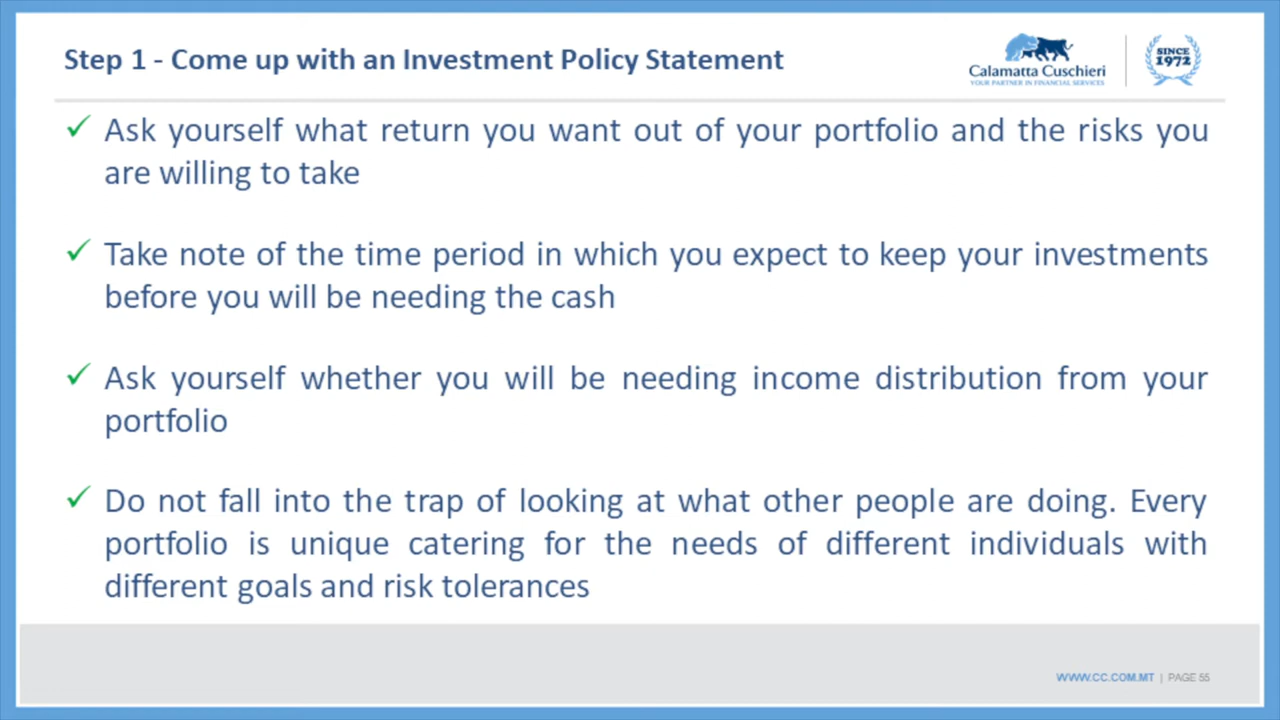 Step 1 - Come up with an Investment Policy Statement
Calamatta Cuschieri
YOUR PARTNER IN FINANCIAL SERVICES
SINCE
1972
Ask yourself what return you want out of your portfolio and the risks you
are willing to take
Take note of the time period in which you expect to keep your investments
before you will be needing the cash
Ask yourself whether you will be needing income distribution from your
portfolio
Do not fall into the trap of looking at what other people are doing. Every
portfolio is unique catering for the needs of different individuals with
different goals and risk tolerances
WWW.CC.COM.MT | PAGE 55